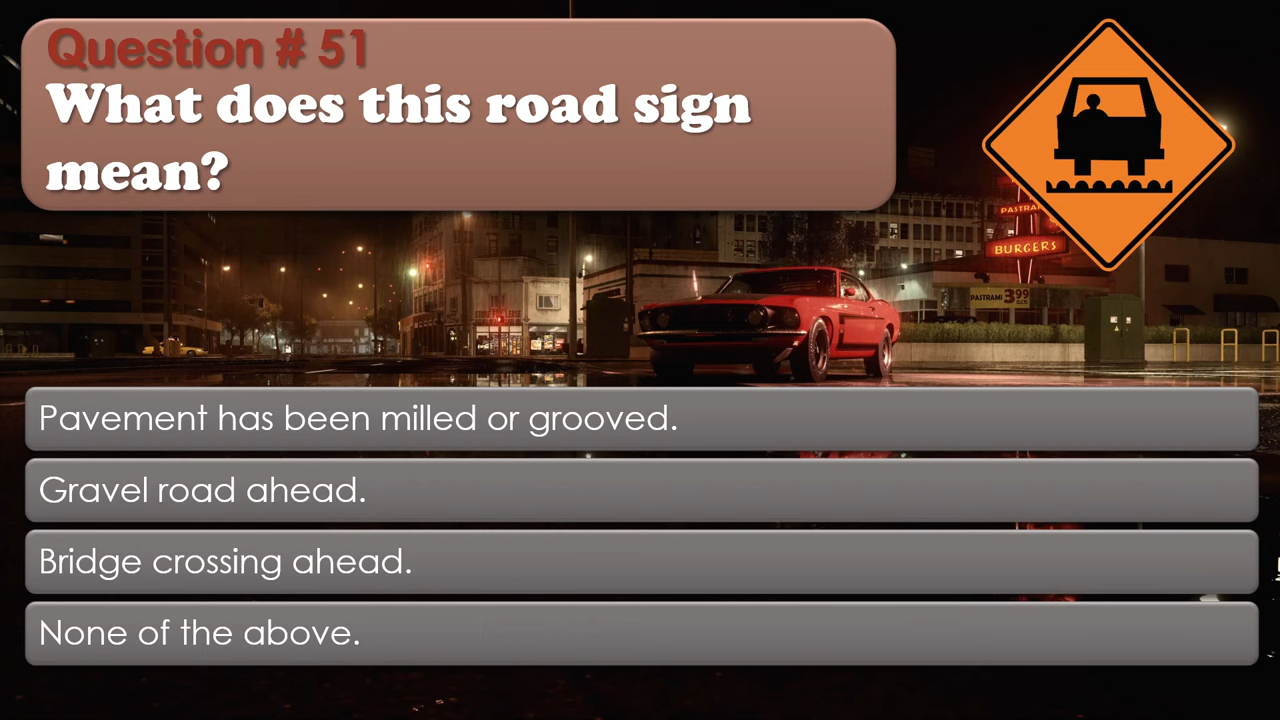 Question # 51
What does this road sign
mean?
PASTRAMI
BURGERS
PASTRAMI 3.99
Pavement has been milled or grooved.
Gravel road ahead.
Bridge crossing ahead.
None of the above.